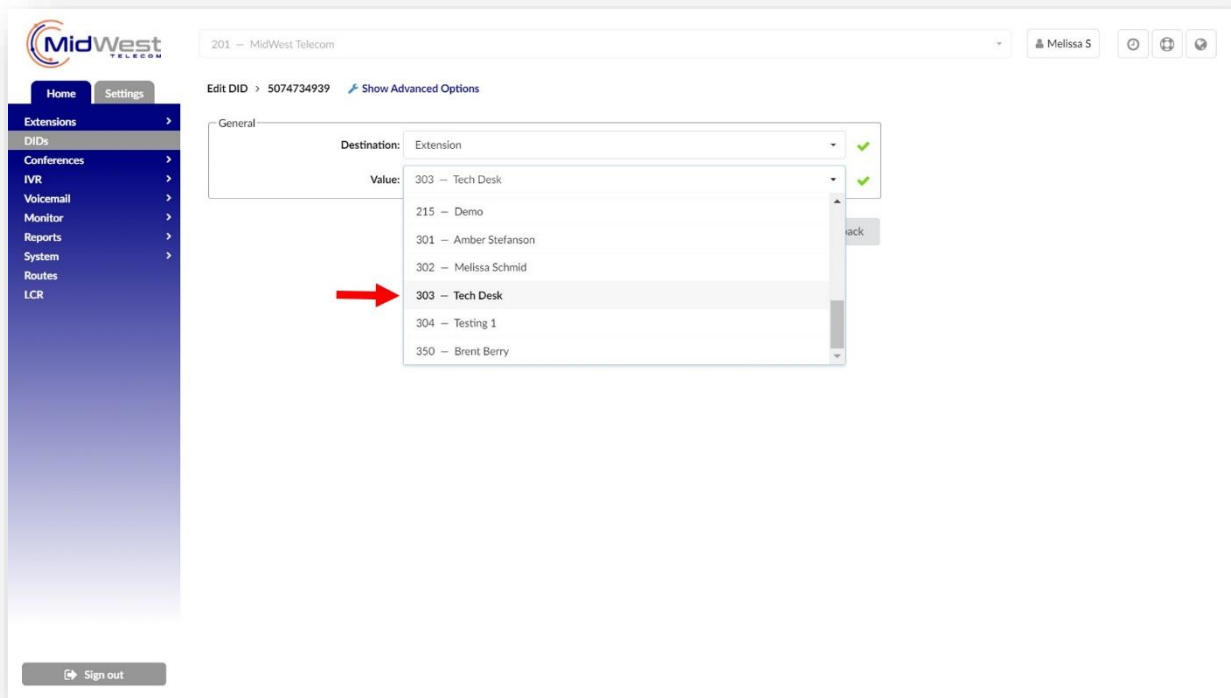 MidWest
TELECOM
201 — MidWest Telecom
Melissa S
Home
Settings
Edit DID > 5074734939 Show Advanced Options
Extensions
DIDs
Conferences
IVR
Voicemail
Monitor
Reports
System
Routes
LCR
General
Destination: Extension
Value: 303 — Tech Desk
215 — Demo
301 — Amber Stefanson
302 — Melissa Schmid
303 — Tech Desk
304 — Testing 1
350 — Brent Berry
Sign out